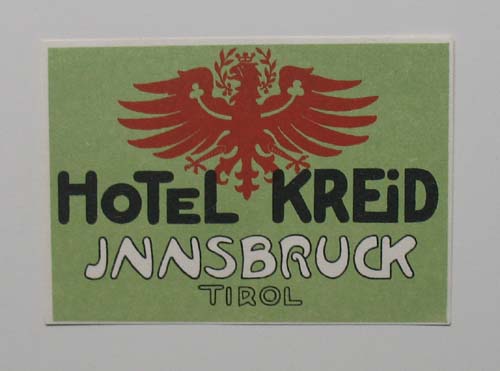 HOTEL KREiD
JNNSBRUCK
TIROL